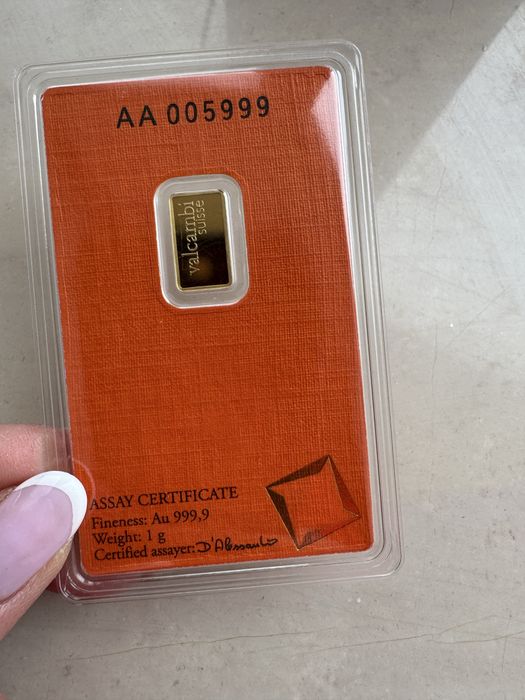 AA 005999
valcambi
suisse
ASSAY CERTIFICATE
Fineness: Au 999,9
Weight: 1 g
Certified assayer: